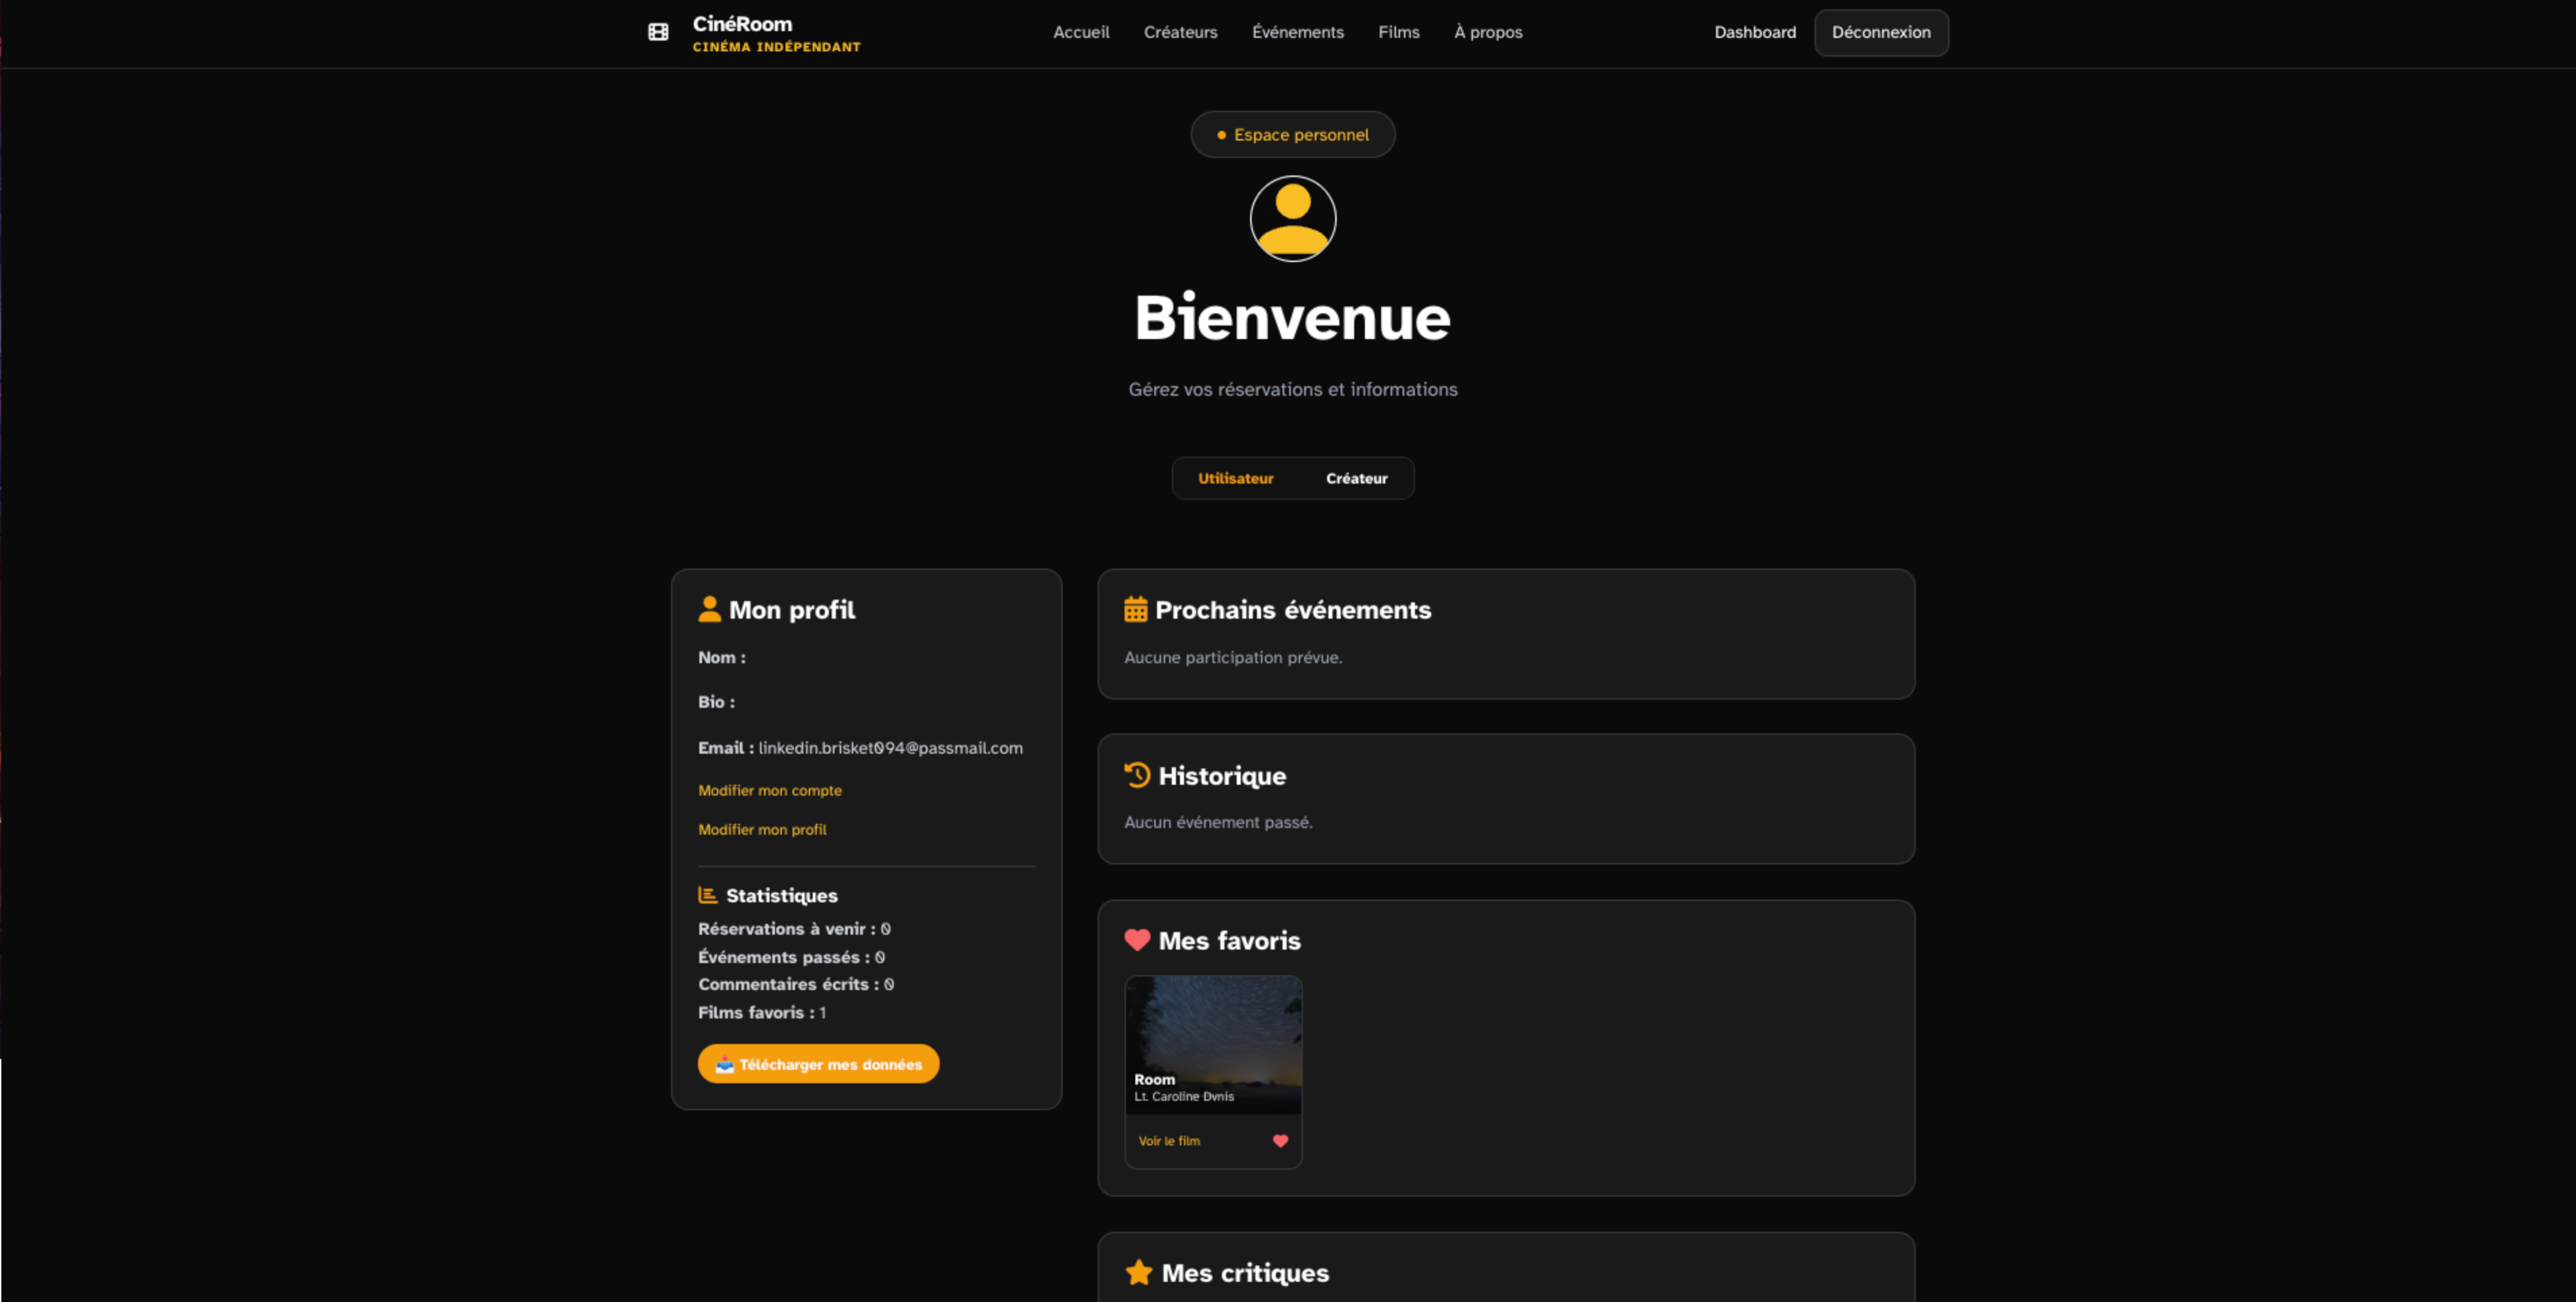 CinéRoom
CINÉMA INDÉPENDANT
Accueil
Créateurs
Événements
Films
À propos
Dashboard
Déconnexion
Espace personnel
Bienvenue
Gérez vos réservations et informations
Utilisateur
Créateur
Mon profil
Nom :
Bio :
Email : linkedin.brisket094@passmail.com
Modifier mon compte
Modifier mon profil
Statistiques
Réservations à venir : 0
Événements passés : 0
Commentaires écrits : 0
Films favoris : 1
Télécharger mes données
Prochains événements
Aucune participation prévue.
Historique
Aucun événement passé.
Mes favoris
Room
Lt. Caroline Dvnis
Voir le film
Mes critiques